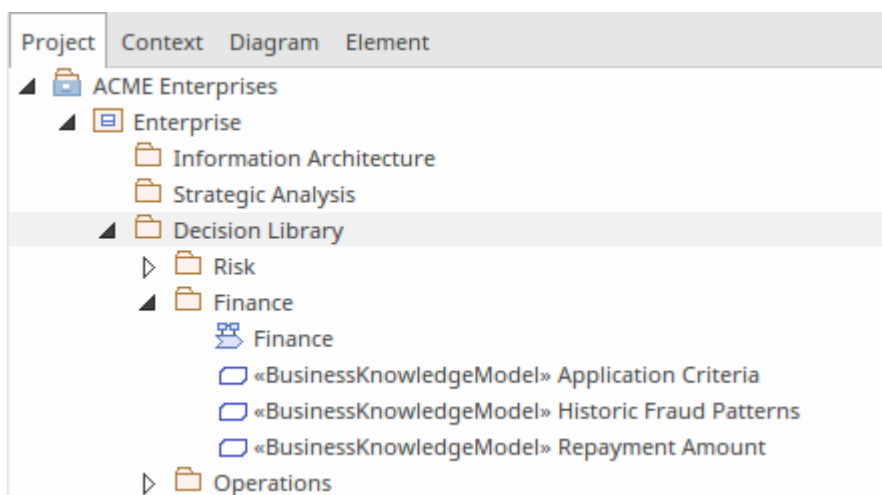 Project Context Diagram Element
ACME Enterprises
Enterprise
Information Architecture
Strategic Analysis
Decision Library
Risk
Finance
Finance
«BusinessKnowledgeModel» Application Criteria
«BusinessKnowledgeModel» Historic Fraud Patterns
«BusinessKnowledgeModel» Repayment Amount
Operations